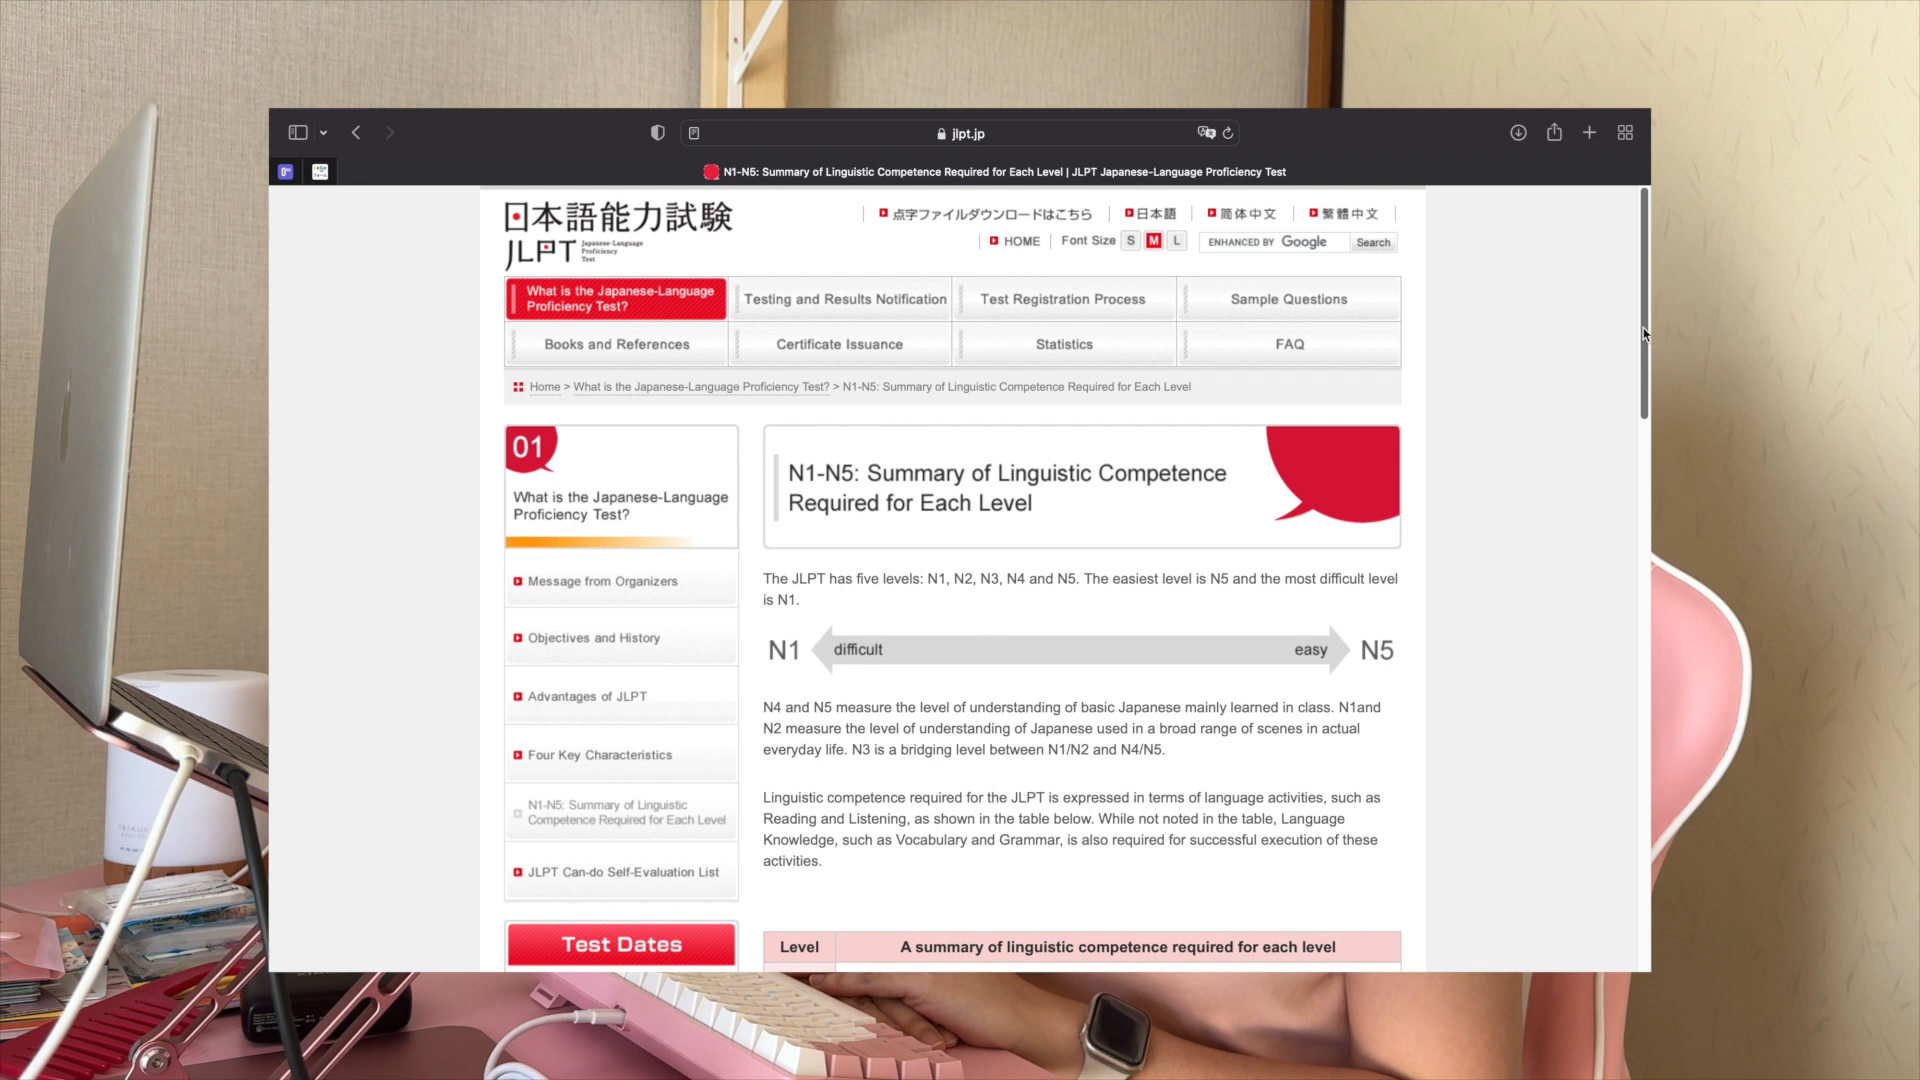 jlpt.jp
N1-N5: Summary of Linguistic Competence Required for Each Level | JLPT Japanese-Language Proficiency Test
日本語能力試験
JLPT Japanese-Language
Proficiency
Test
点字ファイルダウンロードはこちら
日本語
简体中文
繁體中文
HOME
Font Size S M L
ENHANCED BY Google
Search
What is the Japanese-Language
Proficiency Test?
Testing and Results Notification
Test Registration Process
Sample Questions
Books and References
Certificate Issuance
Statistics
FAQ
Home > What is the Japanese-Language Proficiency Test? > N1-N5: Summary of Linguistic Competence Required for Each Level
01
What is the Japanese-Language
Proficiency Test?
Message from Organizers
Objectives and History
Advantages of JLPT
Four Key Characteristics
N1-N5: Summary of Linguistic
Competence Required for Each Level
JLPT Can-do Self-Evaluation List
Test Dates
N1-N5: Summary of Linguistic Competence
Required for Each Level
The JLPT has five levels: N1, N2, N3, N4 and N5. The easiest level is N5 and the most difficult level
is N1.
N1 difficult easy N5
N4 and N5 measure the level of understanding of basic Japanese mainly learned in class. N1and
N2 measure the level of understanding of Japanese used in a broad range of scenes in actual
everyday life. N3 is a bridging level between N1/N2 and N4/N5.
Linguistic competence required for the JLPT is expressed in terms of language activities, such as
Reading and Listening, as shown in the table below. While not noted in the table, Language
Knowledge, such as Vocabulary and Grammar, is also required for successful execution of these
activities.
Level
A summary of linguistic competence required for each level